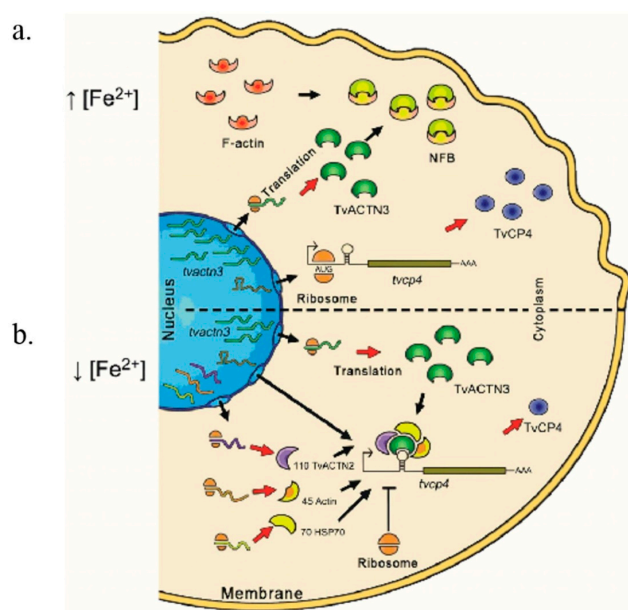 a.
↑ [Fe²⁺]
F-actin
NFB
Translation
TvACTN3
TvCP4
tvactn3
AUG
tvcp4
AAA
Ribosome
Nucleus
Cytoplasm
b.
↓ [Fe²⁺]
tvactn3
Translation
TvACTN3
TvCP4
110 TvACTN2
tvcp4
AAA
45 Actin
70 HSP70
Ribosome
Membrane